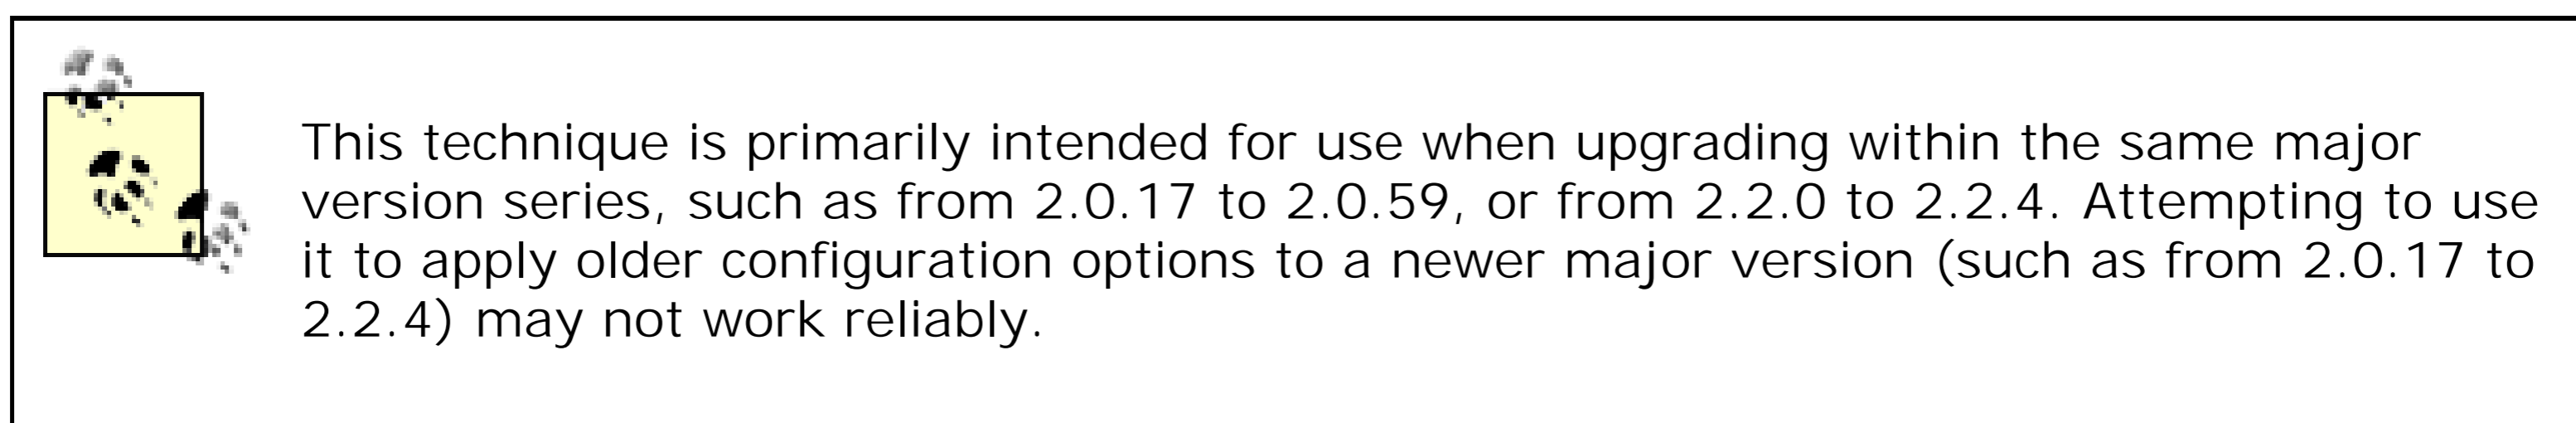 This technique is primarily intended for use when upgrading within the same major
version series, such as from 2.0.17 to 2.0.59, or from 2.2.0 to 2.2.4. Attempting to use
it to apply older configuration options to a newer major version (such as from 2.0.17 to
2.2.4) may not work reliably.